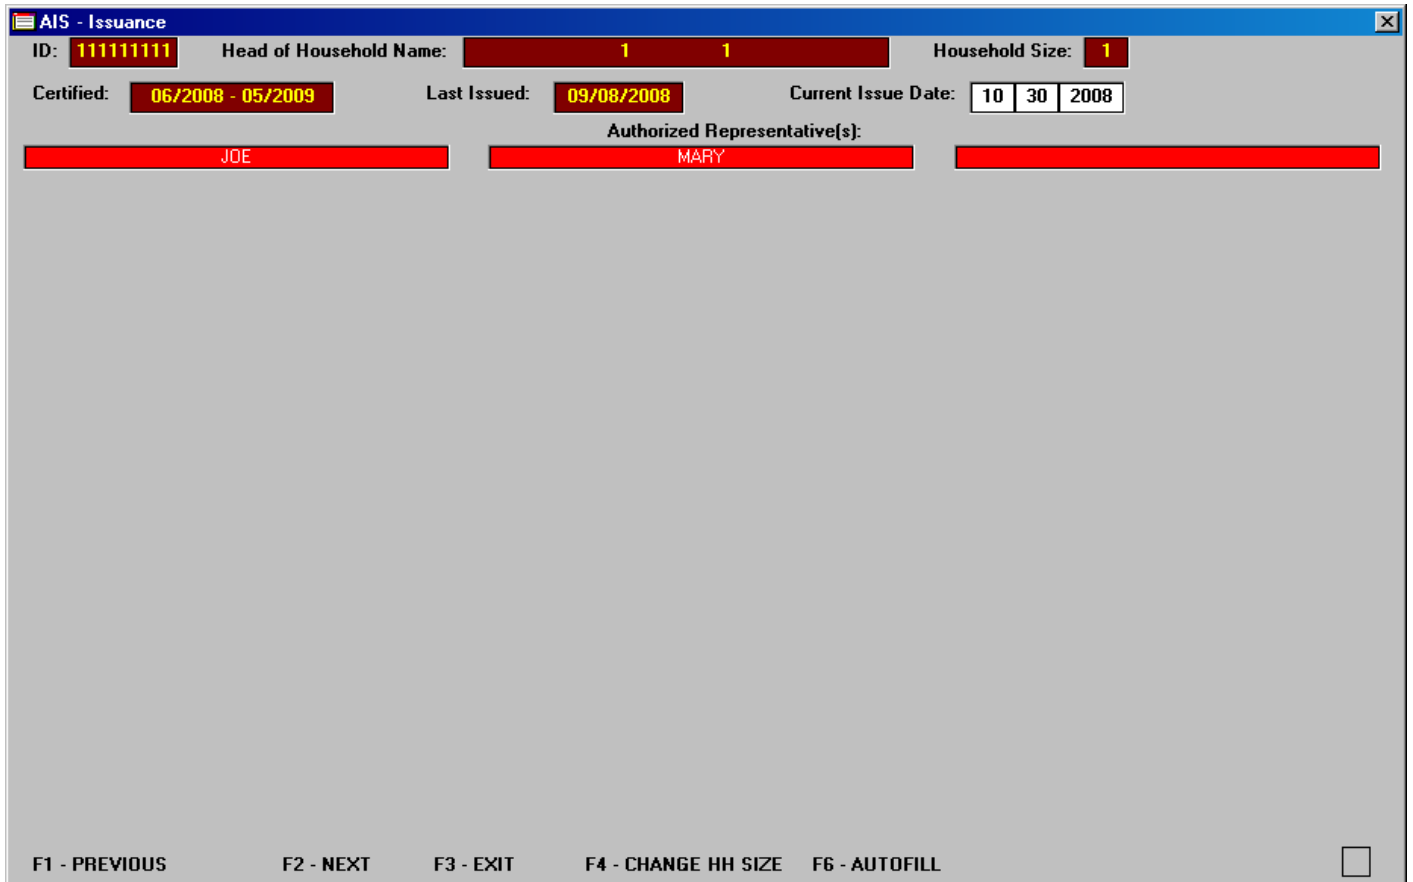 AIS - Issuance
ID: 111111111 Head of Household Name: 1 1 Household Size: 1
Certified: 06/2008 - 05/2009 Last Issued: 09/08/2008 Current Issue Date: 10 30 2008
Authorized Representative(s):
JOE MARY
F1 - PREVIOUS F2 - NEXT F3 - EXIT F4 - CHANGE HH SIZE F6 - AUTOFILL